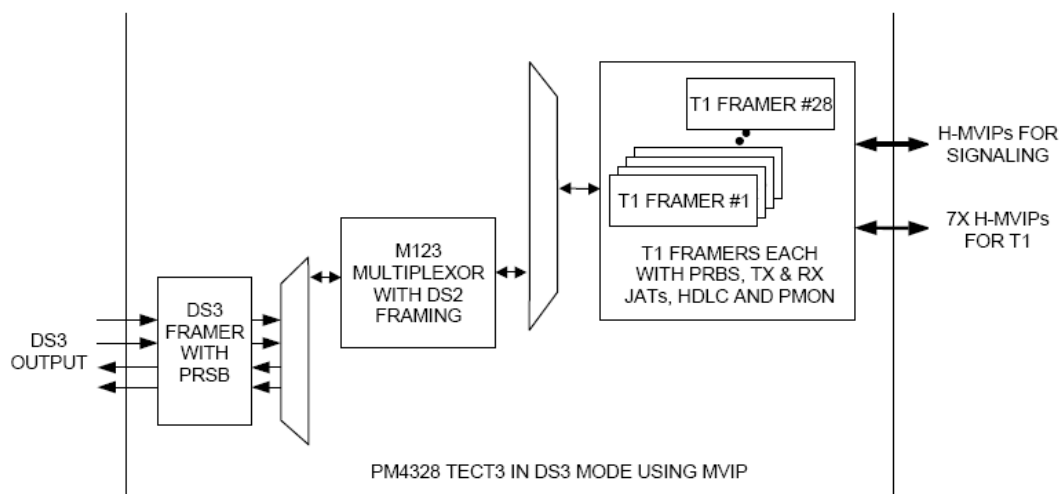 T1 FRAMER #28
T1 FRAMER #1
T1 FRAMERS EACH
WITH PRBS, TX & RX
JATs, HDLC AND PMON
H-MVIPs FOR
SIGNALING
7X H-MVIPs
FOR T1
M123
MULTIPLEXOR
WITH DS2
FRAMING
DS3
FRAMER
WITH
PRSB
DS3
OUTPUT
PM4328 TECT3 IN DS3 MODE USING MVIP